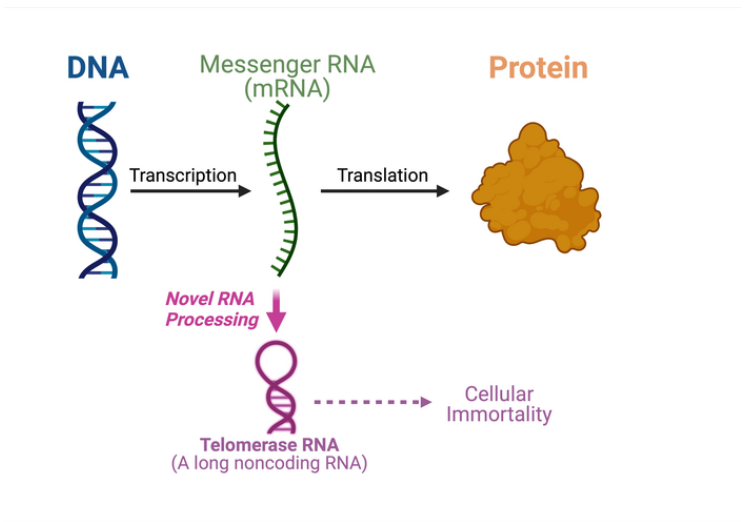 DNA
Messenger RNA
(mRNA)
Protein
Transcription
Translation
Novel RNA
Processing
Cellular
Immortality
Telomerase RNA
(A long noncoding RNA)